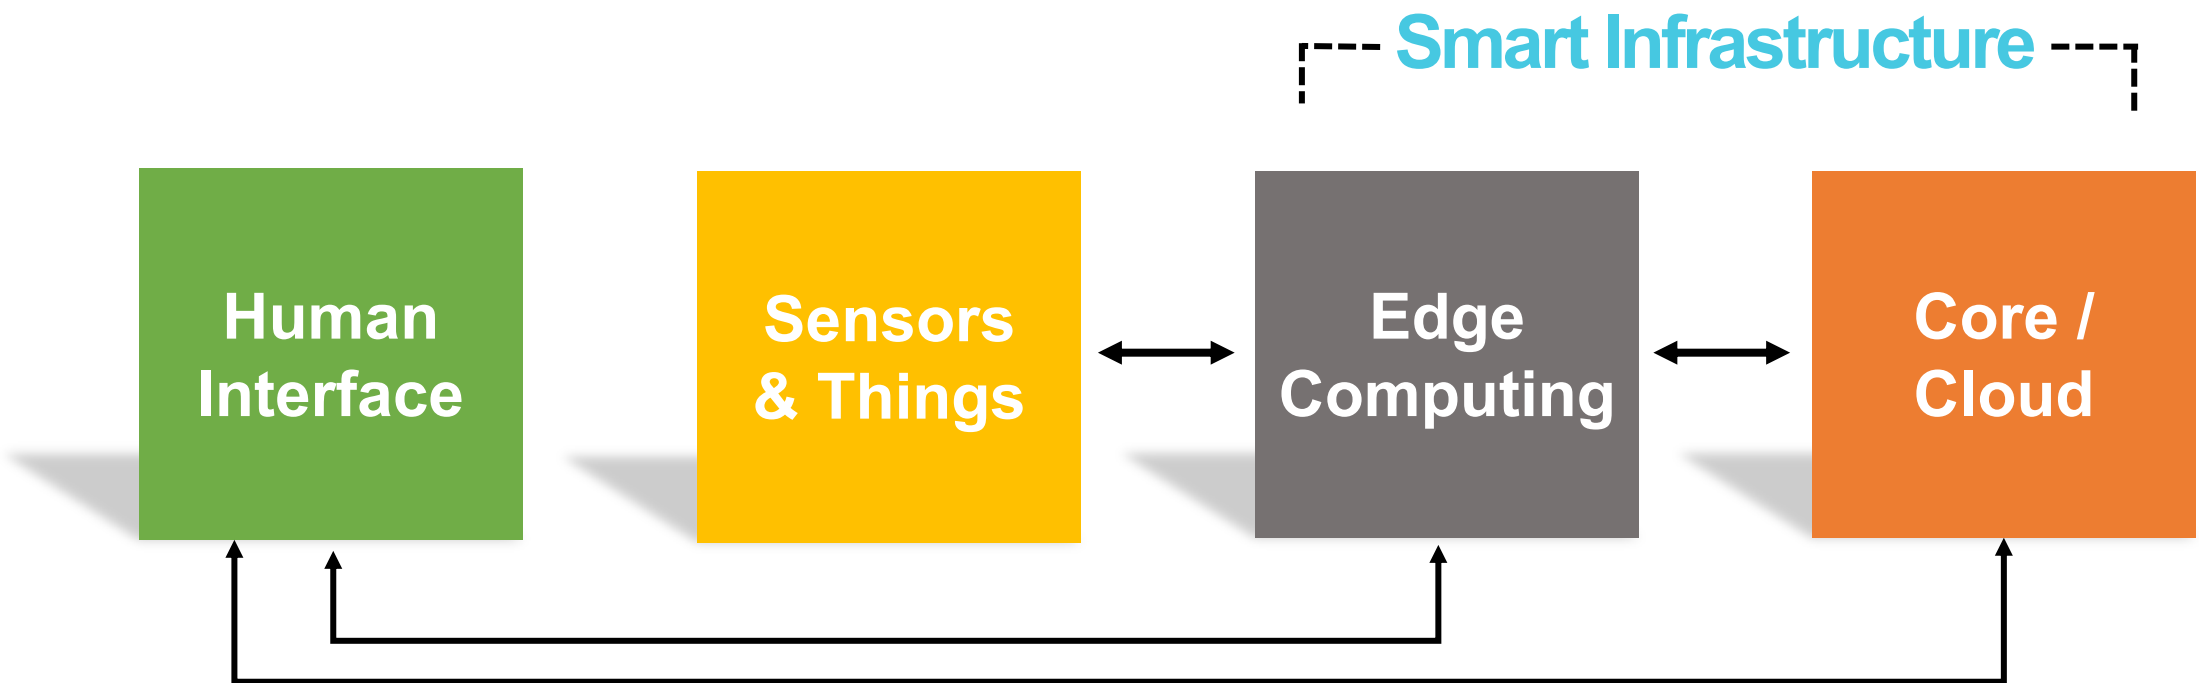 Smart Infrastructure
Human
Interface
Sensors
& Things
Edge
Computing
Core /
Cloud